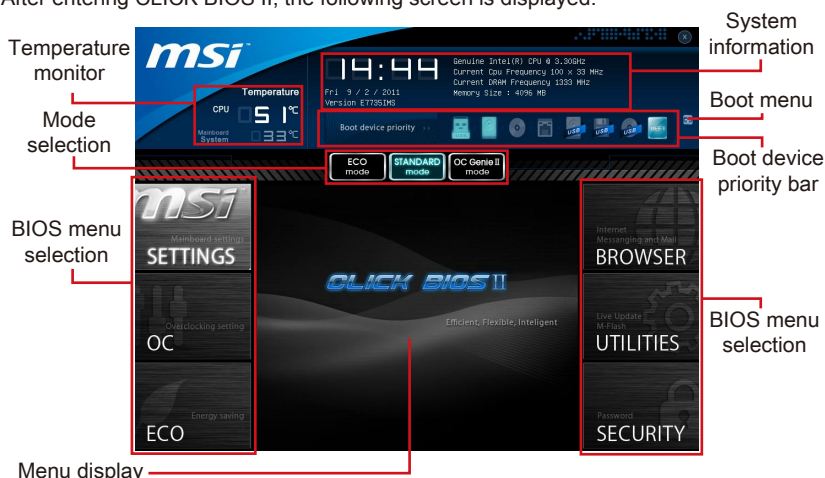 After entering CLICK BIOS II, the following screen is displayed:
System information
Temperature monitor
Mode selection
Boot menu
Boot device priority bar
BIOS menu selection
BIOS menu selection
Menu display
msi
14:44
Fri 9 / 2 / 2011
Version E7735IMS
Genuine Intel(R) CPU @ 3.30GHz
Current Cpu Frequency 100 x 33 MHz
Current DRAM Frequency 1333 MHz
Memory Size : 4096 MB
X
Temperature
CPU 51°C
Mainboard System 33°C
Boot device priority
USB USB USB
ECO mode
STANDARD mode
OC Genie II mode
msi
Mainboard settings
SETTINGS
Overclocking setting
OC
Energy saving
ECO
CLICK BIOS II
Efficient, Flexible, Inteligent
Internet
Messanging and Mail
BROWSER
Live Update
M-Flash
UTILITIES
Password
SECURITY